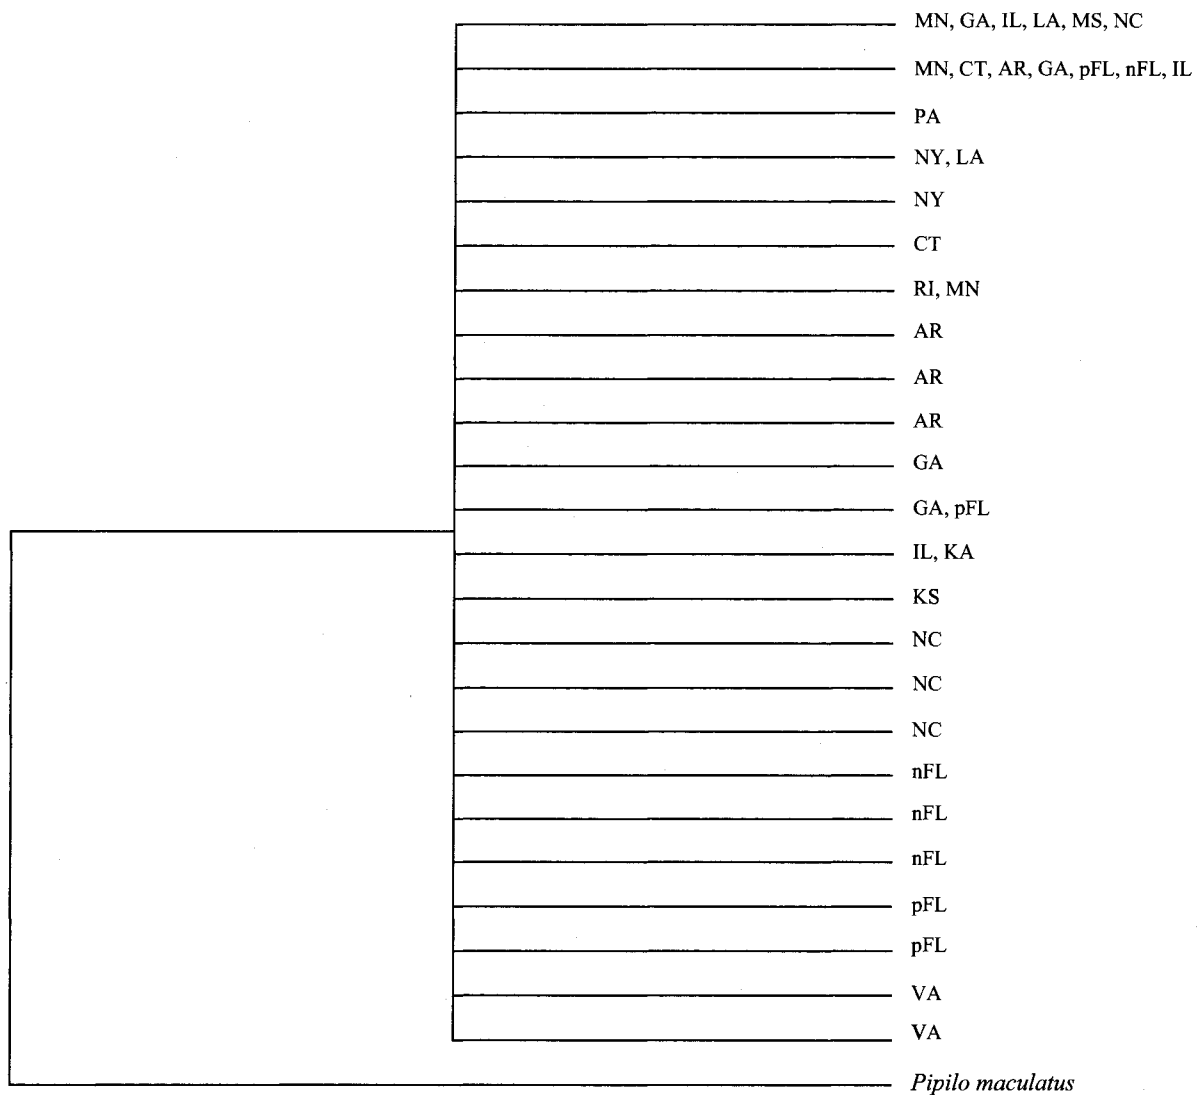 MN, GA, IL, LA, MS, NC
MN, CT, AR, GA, pFL, nFL, IL
PA
NY, LA
NY
CT
RI, MN
AR
AR
AR
GA
GA, pFL
IL, KA
KS
NC
NC
NC
nFL
nFL
nFL
pFL
pFL
VA
VA
Pipilo maculatus